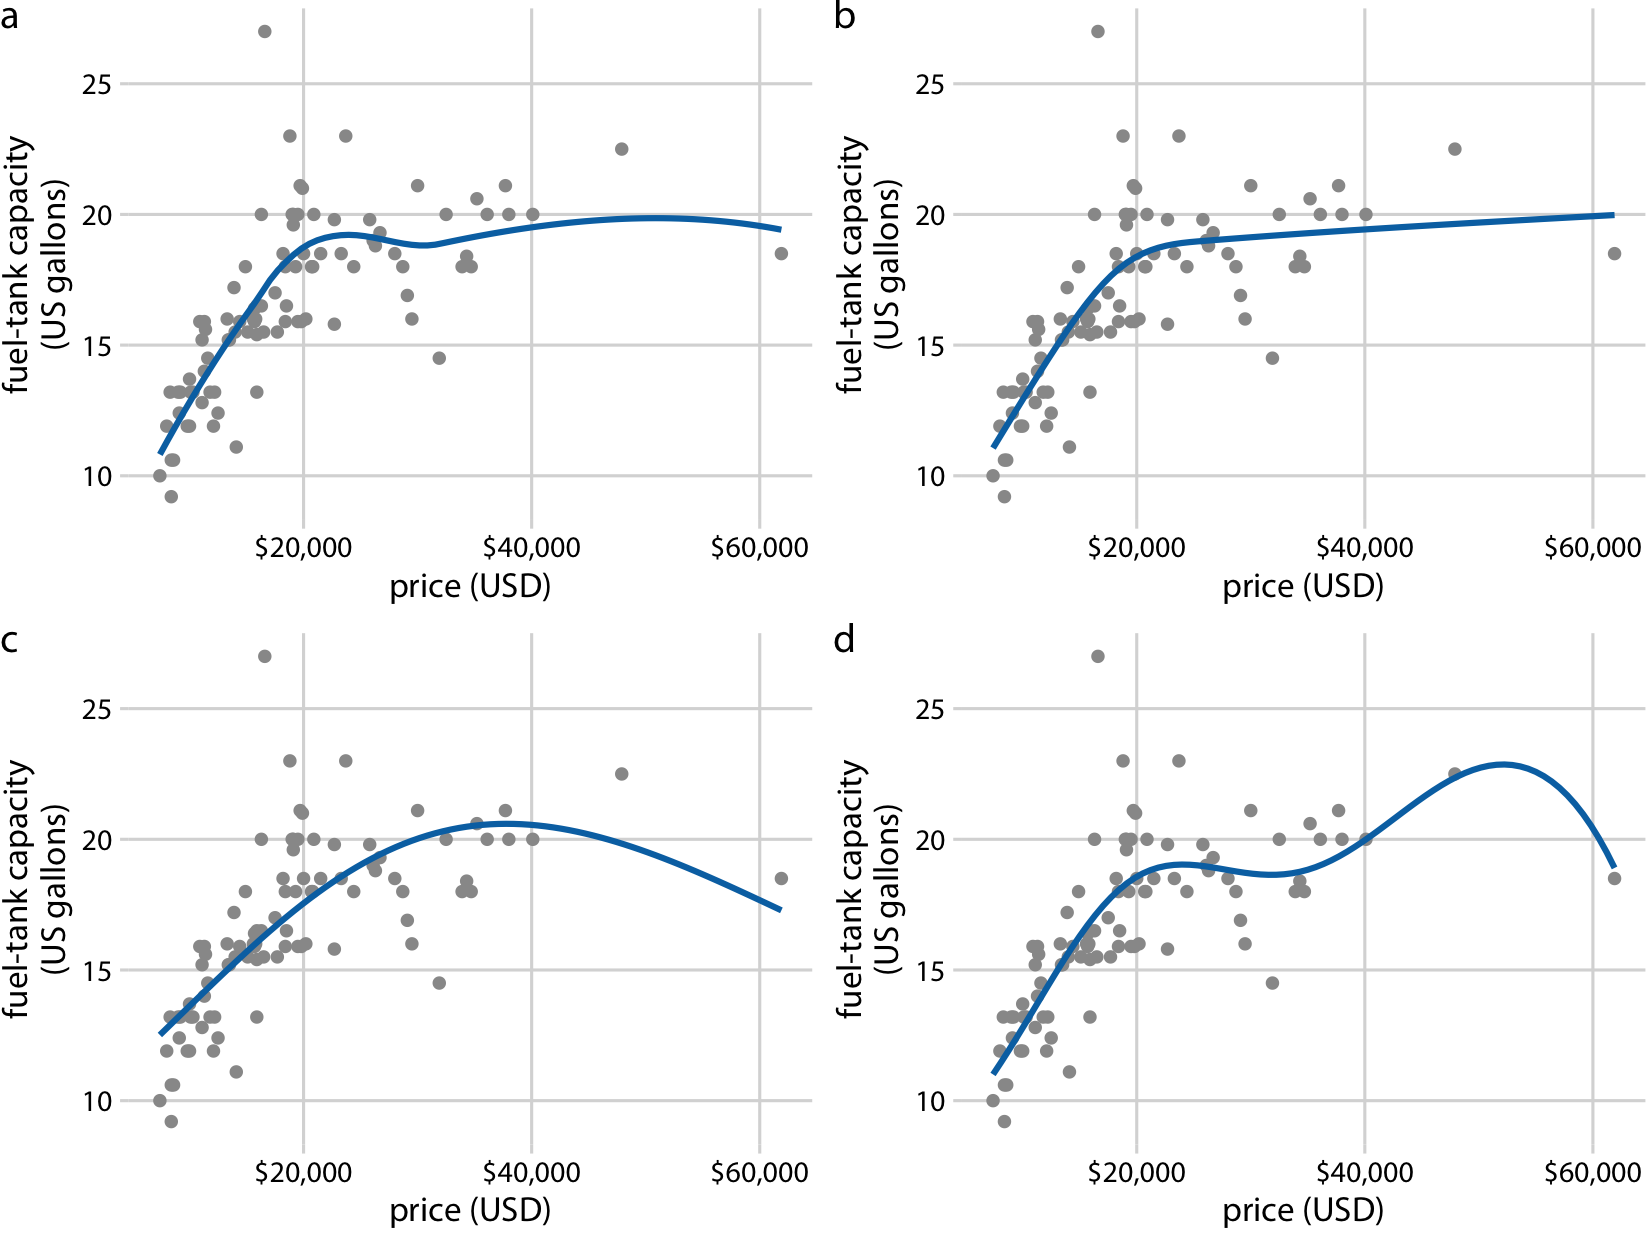 a
25
20
15
10
fuel-tank capacity
(US gallons)
$20,000
$40,000
$60,000
price (USD)
b
25
20
15
10
fuel-tank capacity
(US gallons)
$20,000
$40,000
$60,000
price (USD)
c
25
20
15
10
fuel-tank capacity
(US gallons)
$20,000
$40,000
$60,000
price (USD)
d
25
20
15
10
fuel-tank capacity
(US gallons)
$20,000
$40,000
$60,000
price (USD)